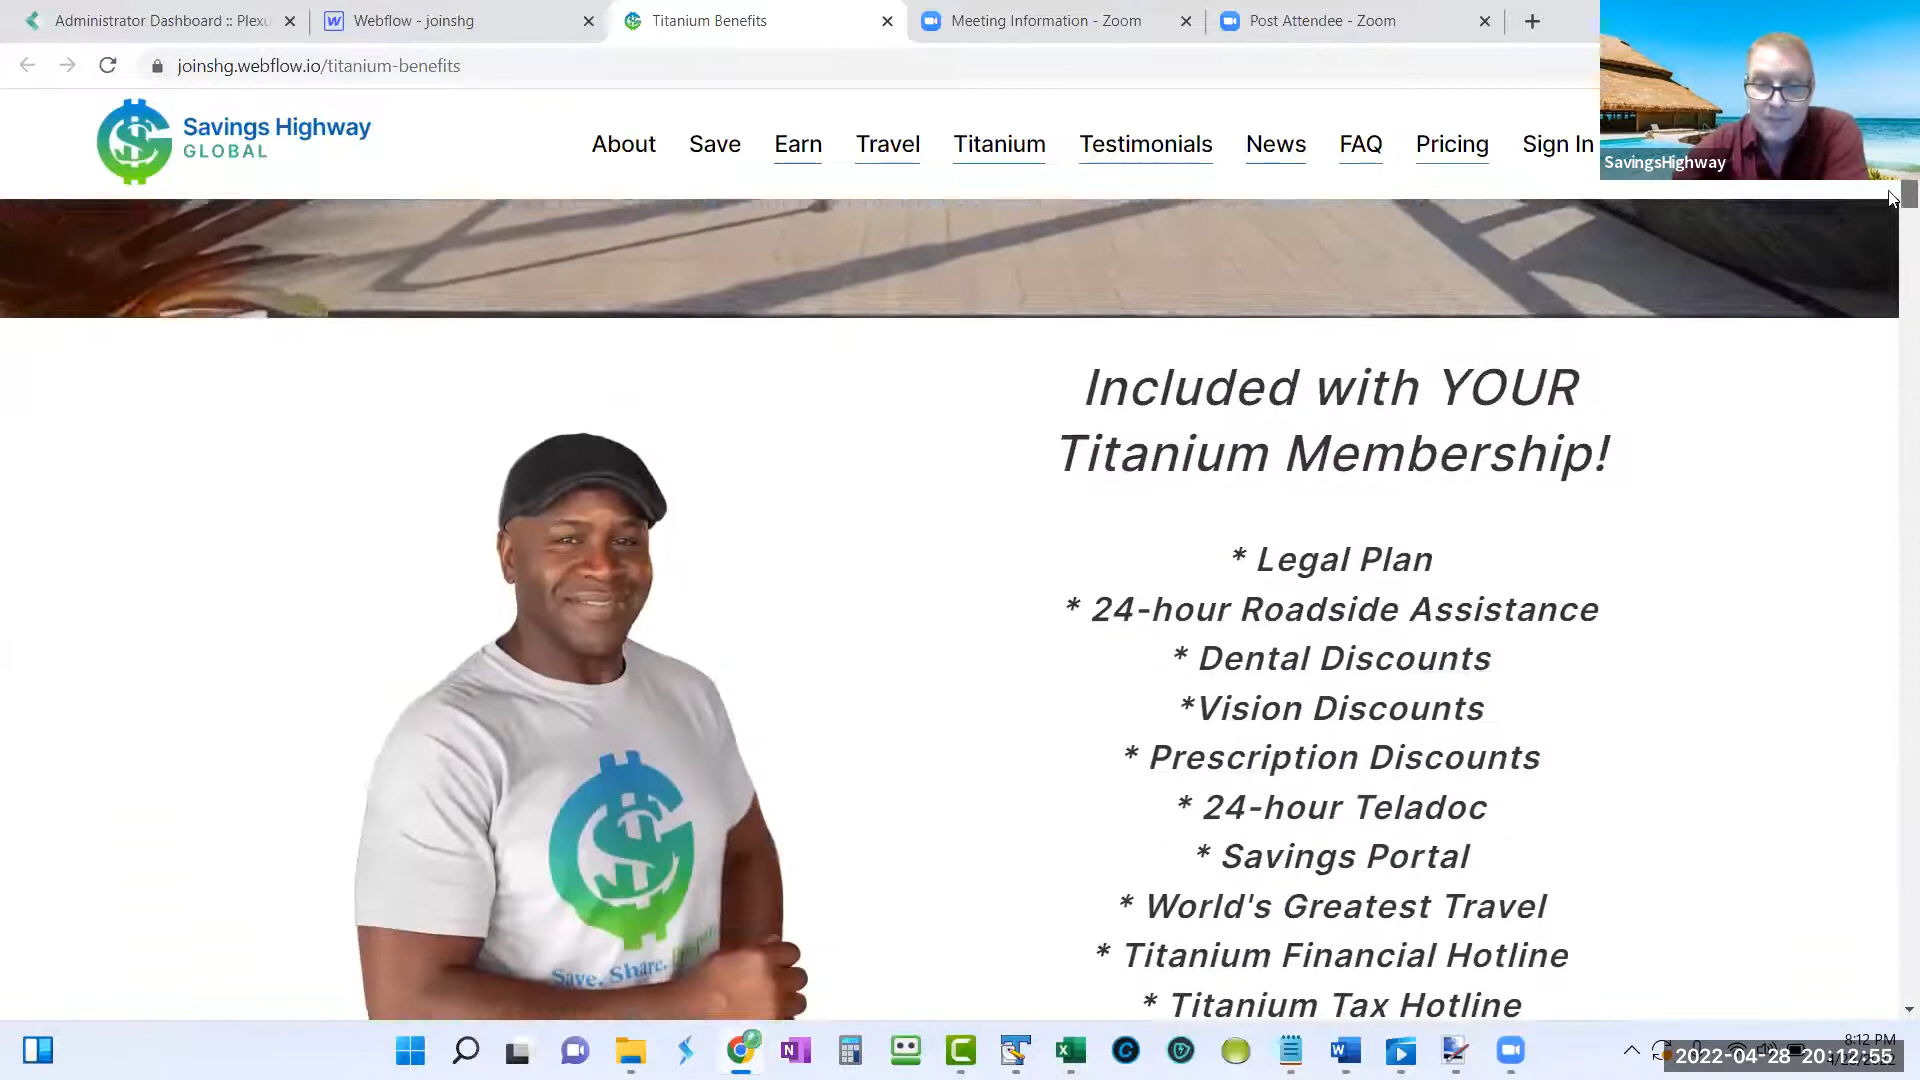 Administrator Dashboard :: Plexu
Webflow - joinshg
Titanium Benefits
Meeting Information - Zoom
Post Attendee - Zoom
joinshg.webflow.io/titanium-benefits
Savings Highway
GLOBAL
About Save Earn Travel Titanium Testimonials News FAQ Pricing Sign In
SavingsHighway
Included with YOUR
Titanium Membership!
* Legal Plan
* 24-hour Roadside Assistance
* Dental Discounts
*Vision Discounts
* Prescription Discounts
* 24-hour Teladoc
* Savings Portal
* World's Greatest Travel
* Titanium Financial Hotline
* Titanium Tax Hotline
Save. Share.
8:12 PM
2022-04-28 20:12:55